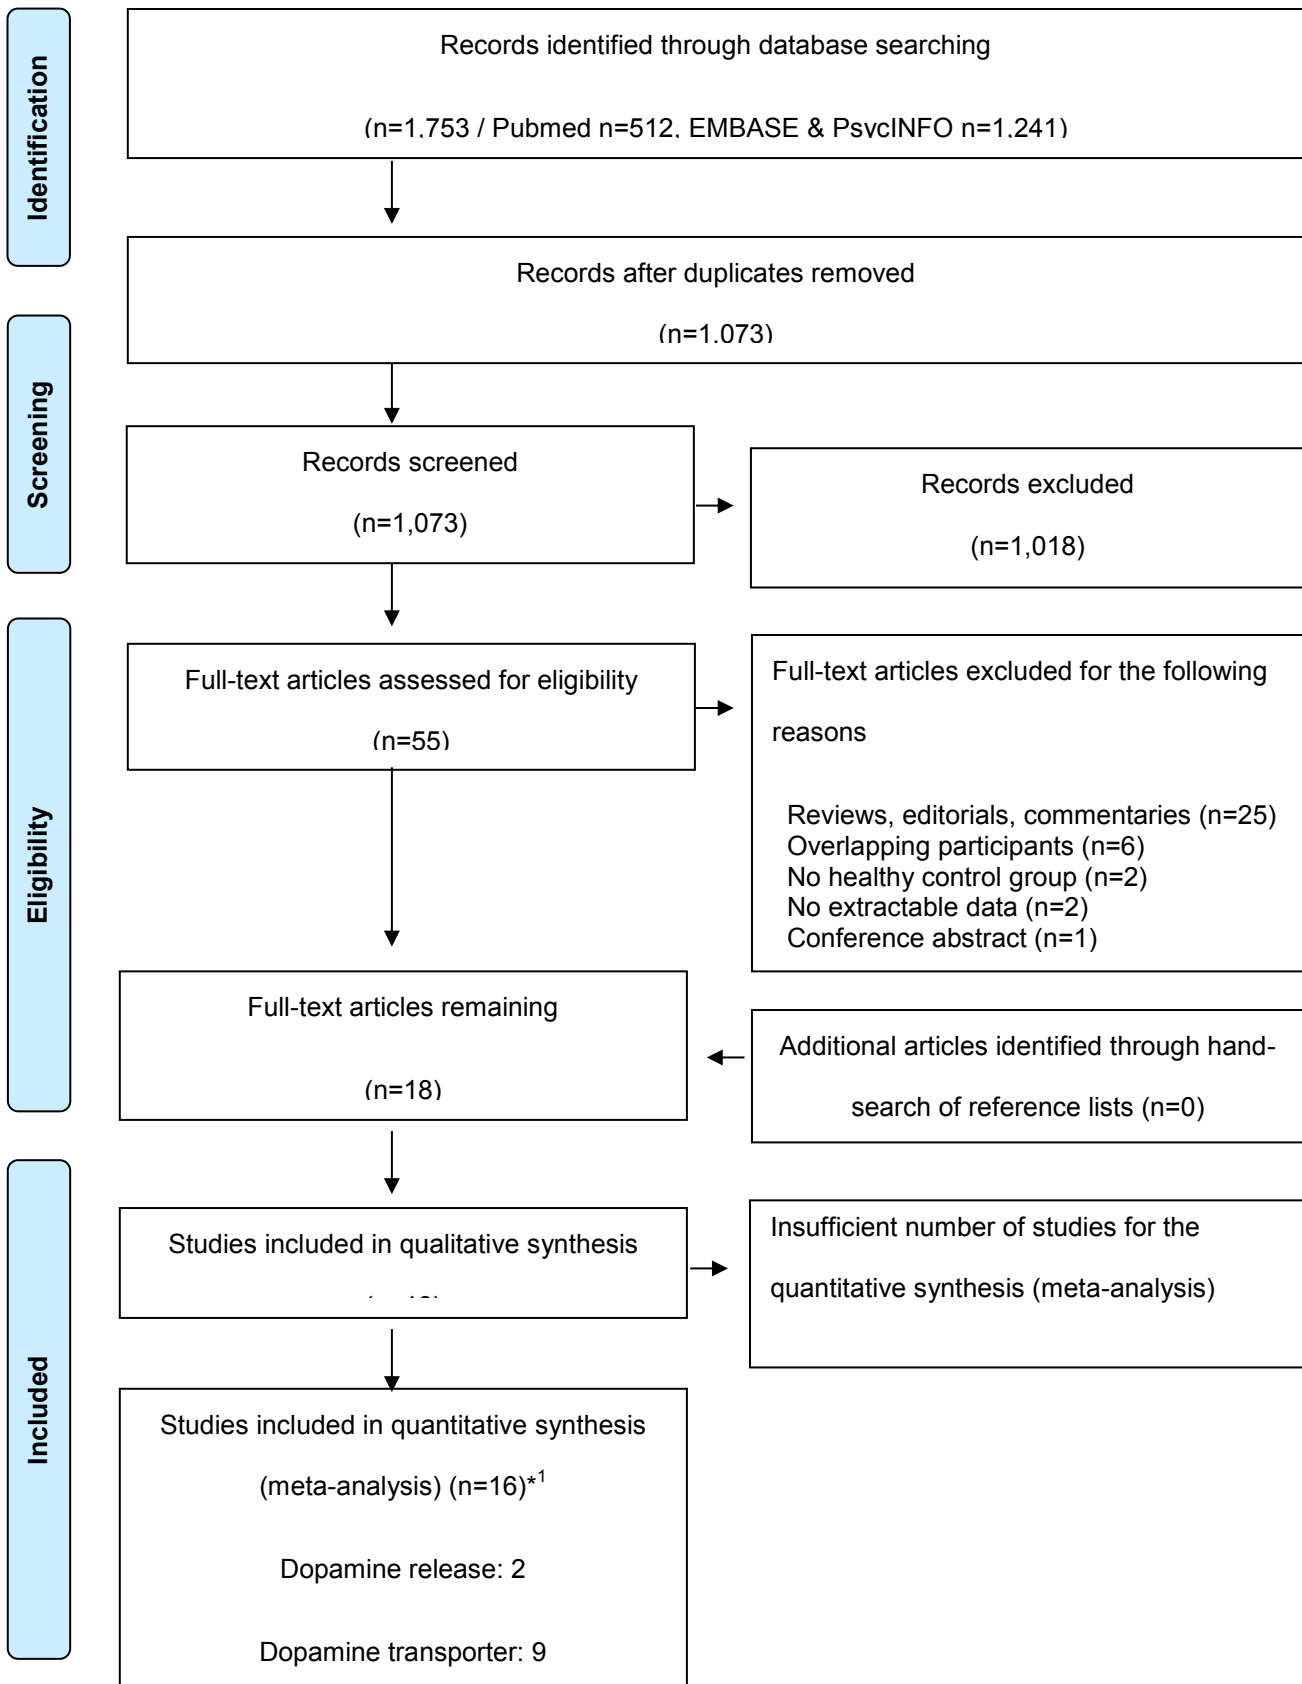 Identification
Records identified through database searching
(n=1,753 / Pubmed n=512, EMBASE & PsycINFO n=1,241)
Records after duplicates removed
(n=1,073)
Screening
Records screened
(n=1,073)
Records excluded
(n=1,018)
Eligibility
Full-text articles assessed for eligibility
(n=55)
Full-text articles excluded for the following
reasons
Reviews, editorials, commentaries (n=25)
Overlapping participants (n=6)
No healthy control group (n=2)
No extractable data (n=2)
Conference abstract (n=1)
Full-text articles remaining
(n=18)
Additional articles identified through hand-
search of reference lists (n=0)
Included
Studies included in qualitative synthesis
Insufficient number of studies for the
quantitative synthesis (meta-analysis)
Studies included in quantitative synthesis
(meta-analysis) (n=16)*1
Dopamine release: 2
Dopamine transporter: 9